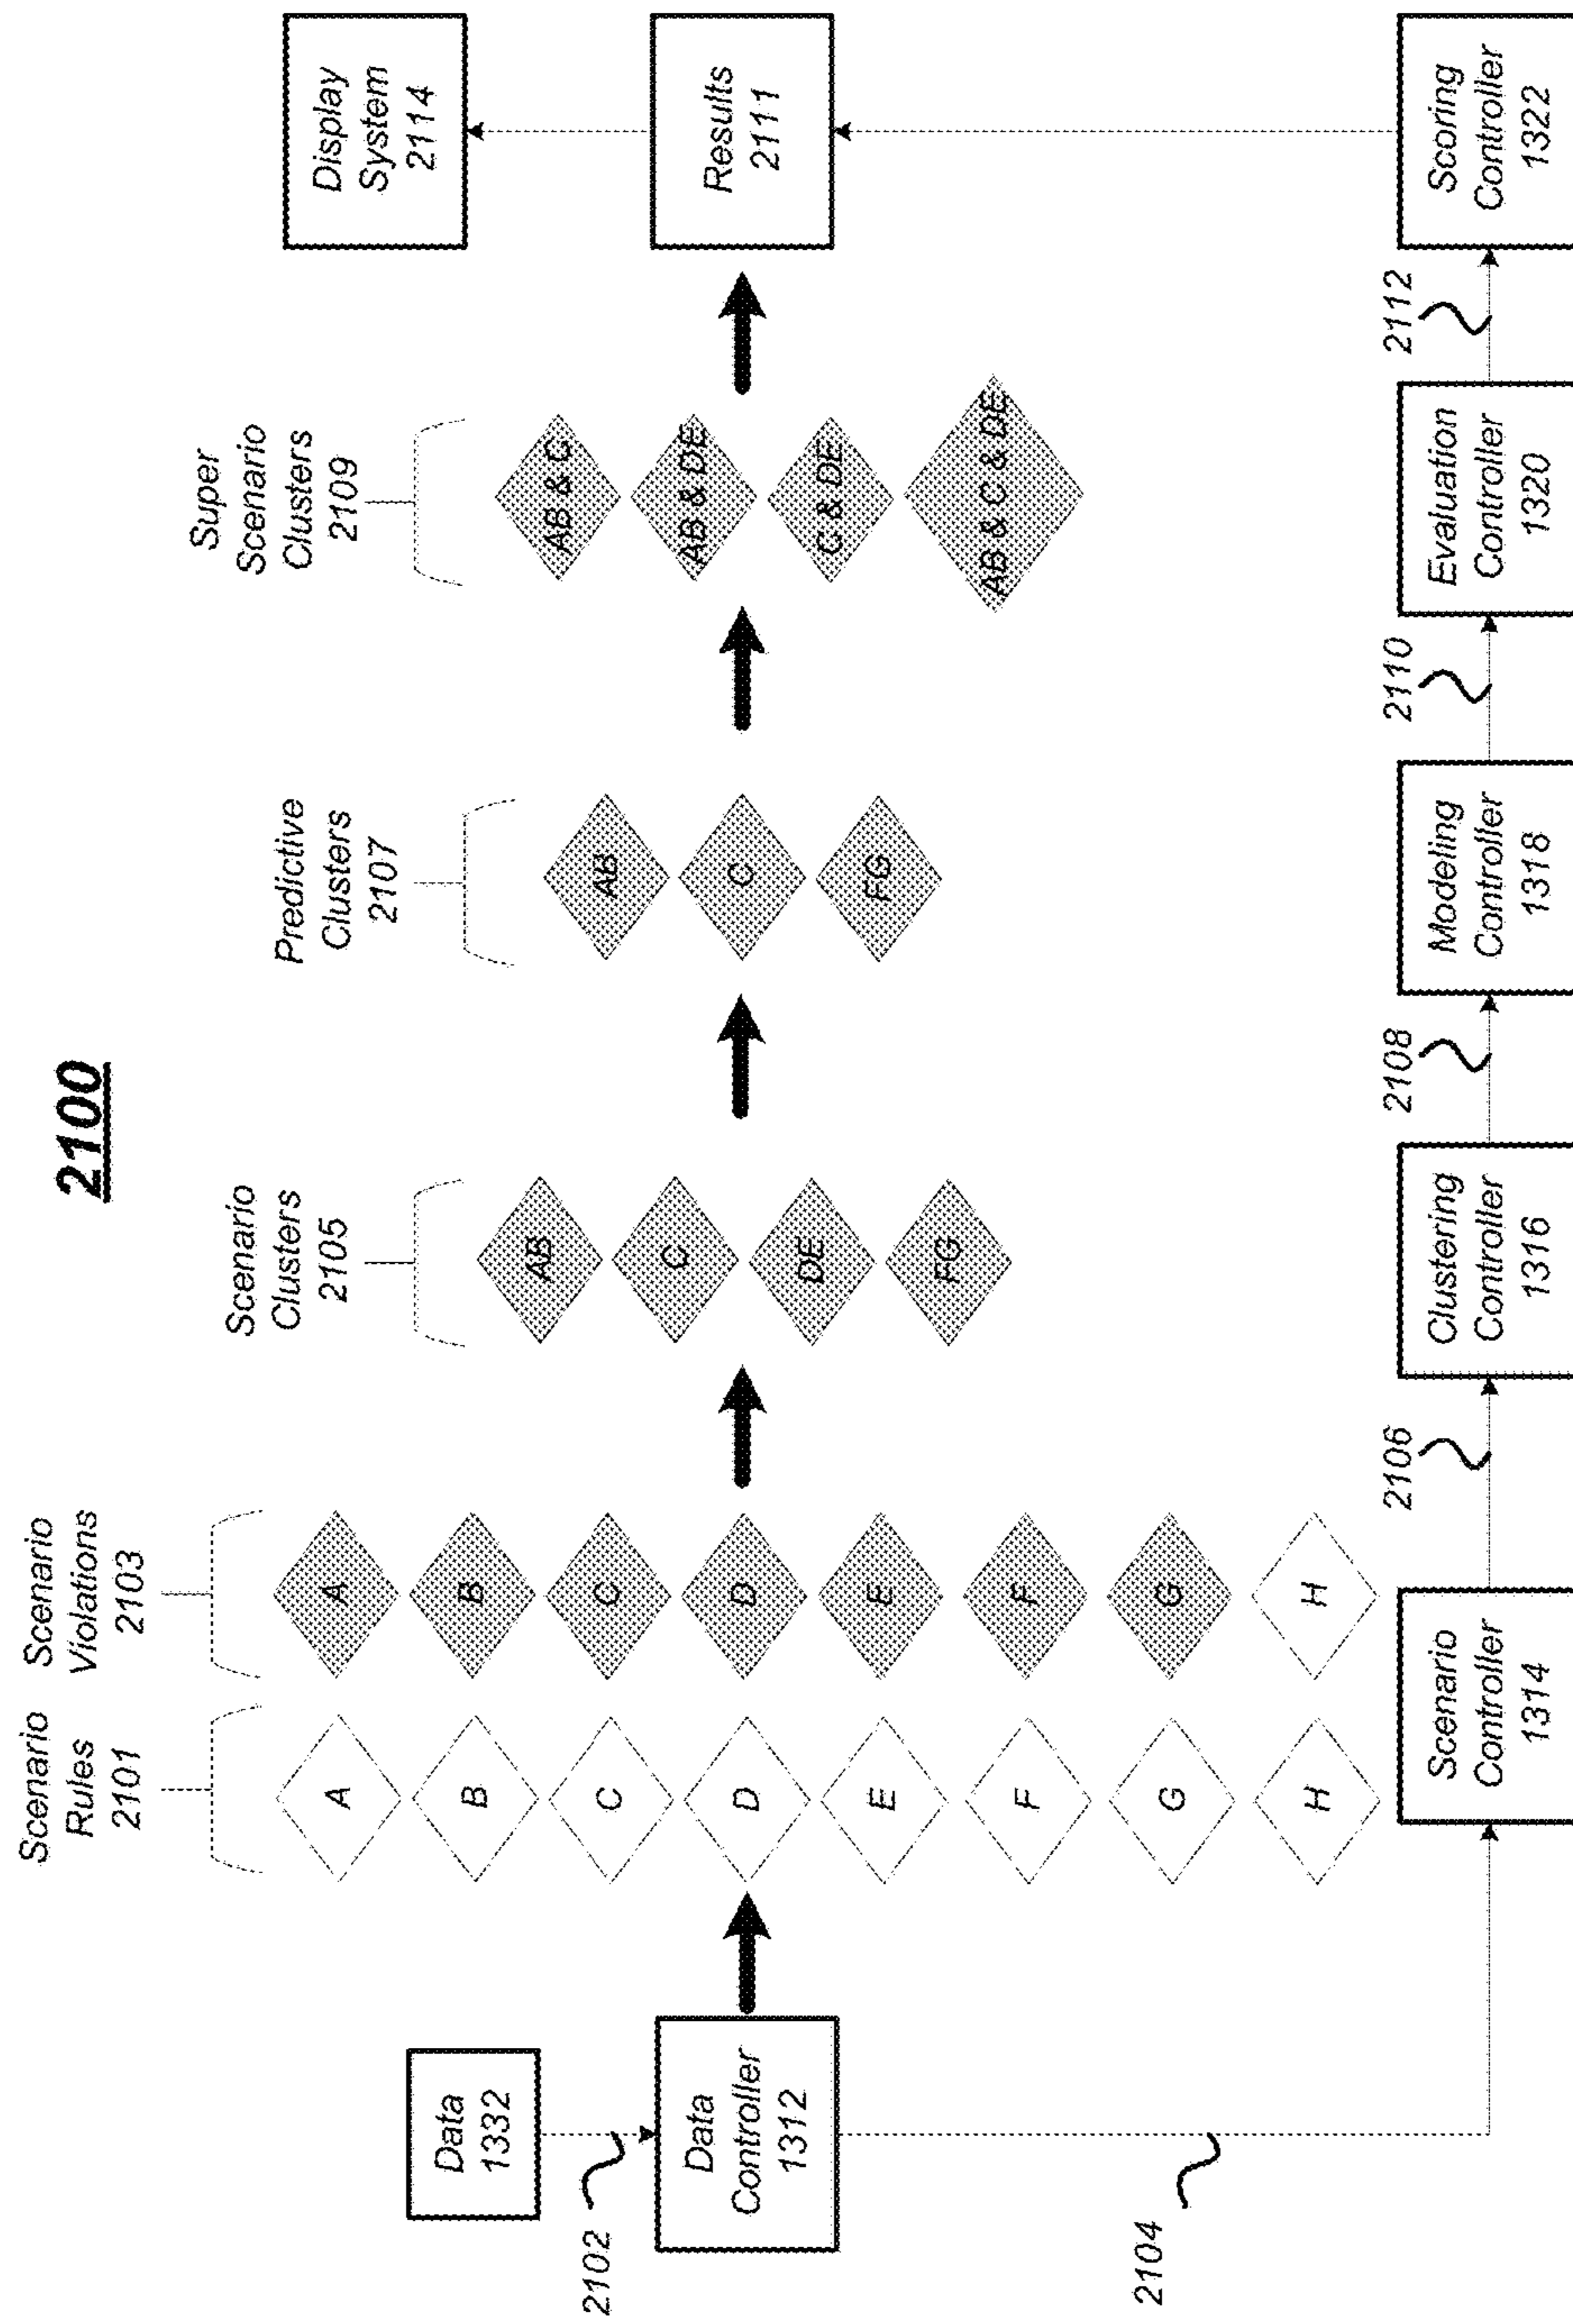 2100
Data
1332
2102
Data
Controller
1312
2104
Scenario
Rules
2101
A
B
C
D
E
F
G
H
Scenario
Violations
2103
A
B
C
D
E
F
G
H
Scenario
Clusters
2105
AB
C
DE
FG
Predictive
Clusters
2107
AB
C
FG
Super
Scenario
Clusters
2109
AB & C
AB & DE
C & DE
AB & C & DE
Display
System
2114
Results
2111
Scenario
Controller
1314
2106
Clustering
Controller
1316
2108
Modeling
Controller
1318
2110
Evaluation
Controller
1320
2112
Scoring
Controller
1322